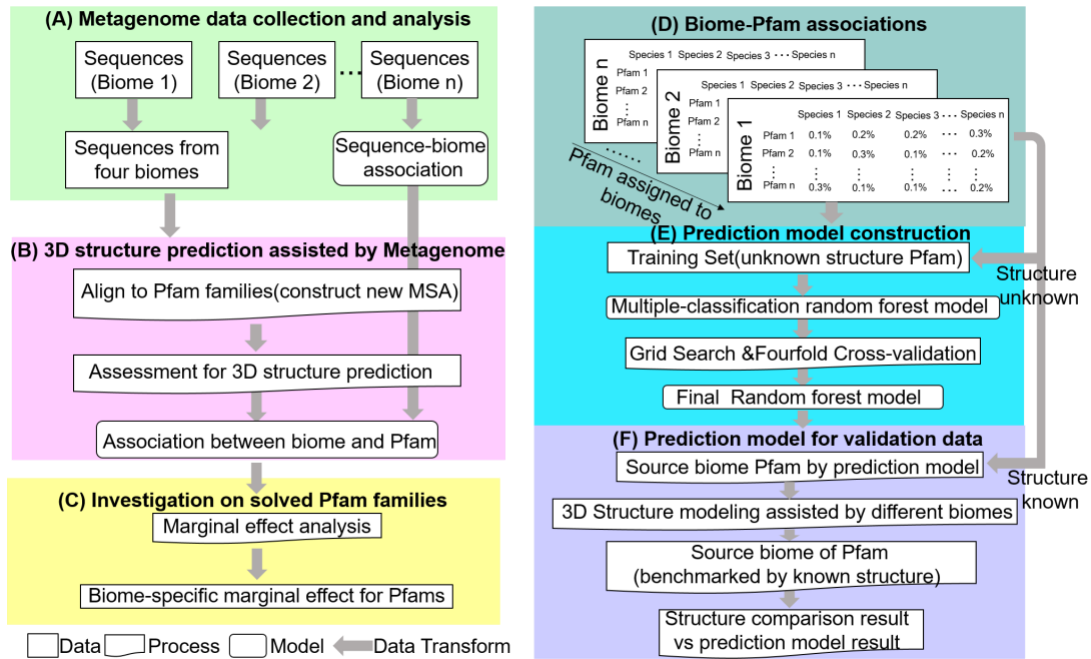 (A) Metagenome data collection and analysis
Sequences
(Biome 1)
Sequences
(Biome 2)
...
Sequences
(Biome n)
Sequences from
four biomes
Sequence-biome
association
(B) 3D structure prediction assisted by Metagenome
Align to Pfam families(construct new MSA)
Assessment for 3D structure prediction
Association between biome and Pfam
(C) Investigation on solved Pfam families
Marginal effect analysis
Biome-specific marginal effect for Pfams
Data
Process
Model
Data Transform
(D) Biome-Pfam associations
Biome n
Species 1 Species 2 Species 3 ··· Species n
Pfam 1
Pfam 2
Pfam n
Biome 2
Species 1 Species 2 Species 3 ··· Species n
Pfam 1
Pfam 2
Pfam n
Biome 1
Species 1 Species 2 Species 3 ··· Species n
Pfam 1 0.1% 0.2% 0.2% ··· 0.3%
Pfam 2 0.1% 0.3% 0.1% ··· 0.2%
Pfam n 0.3% 0.1% 0.1% ··· 0.2%
......
Pfam assigned to
biomes
(E) Prediction model construction
Training Set(unknown structure Pfam)
Structure
unknown
Multiple-classification random forest model
Grid Search &Fourfold Cross-validation
Final Random forest model
(F) Prediction model for validation data
Source biome Pfam by prediction model
Structure
known
3D Structure modeling assisted by different biomes
Source biome of Pfam
(benchmarked by known structure)
Structure comparison result
vs prediction model result